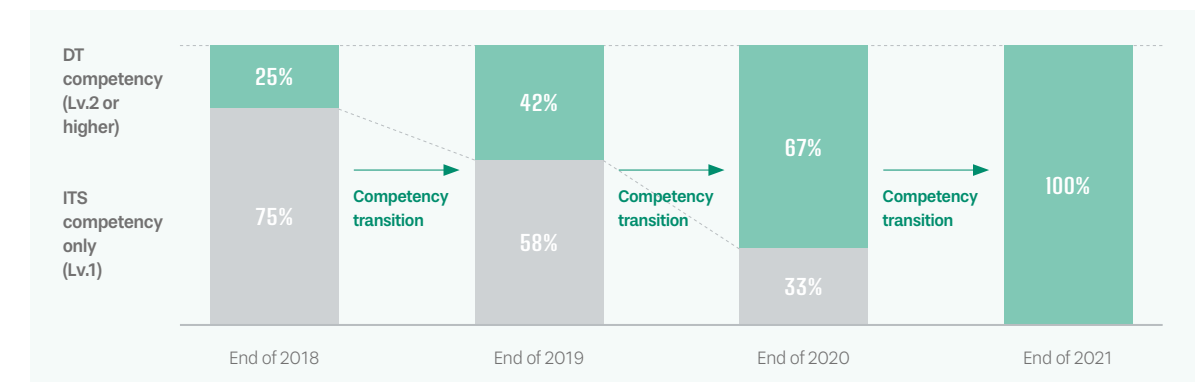 DT
competency
(Lv.2 or
higher)
ITS
competency
only
(Lv.1)
25%
75%
Competency
transition
42%
58%
Competency
transition
67%
33%
Competency
transition
100%
End of 2018
End of 2019
End of 2020
End of 2021